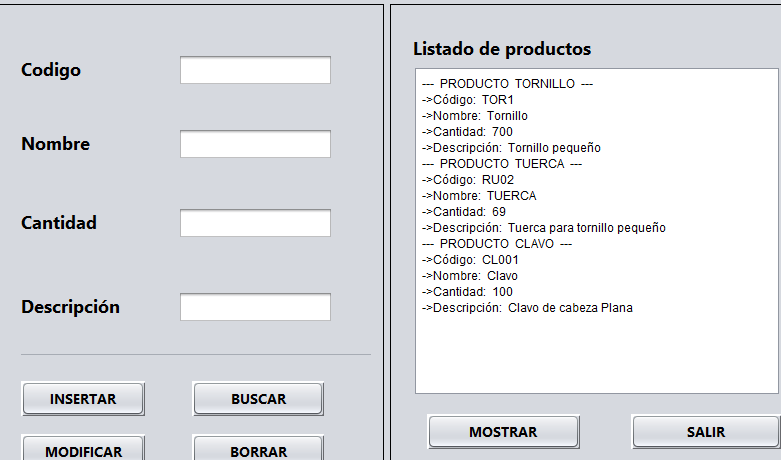 Codigo
Nombre
Cantidad
Descripción
INSERTAR
BUSCAR
MODIFICAR
BORRAR
Listado de productos
--- PRODUCTO TORNILLO ---
->Código: TOR1
->Nombre: Tornillo
->Cantidad: 700
->Descripción: Tornillo pequeño
--- PRODUCTO TUERCA ---
->Código: RU02
->Nombre: TUERCA
->Cantidad: 69
->Descripción: Tuerca para tornillo pequeño
--- PRODUCTO CLAVO ---
->Código: CL001
->Nombre: Clavo
->Cantidad: 100
->Descripción: Clavo de cabeza Plana
MOSTRAR
SALIR